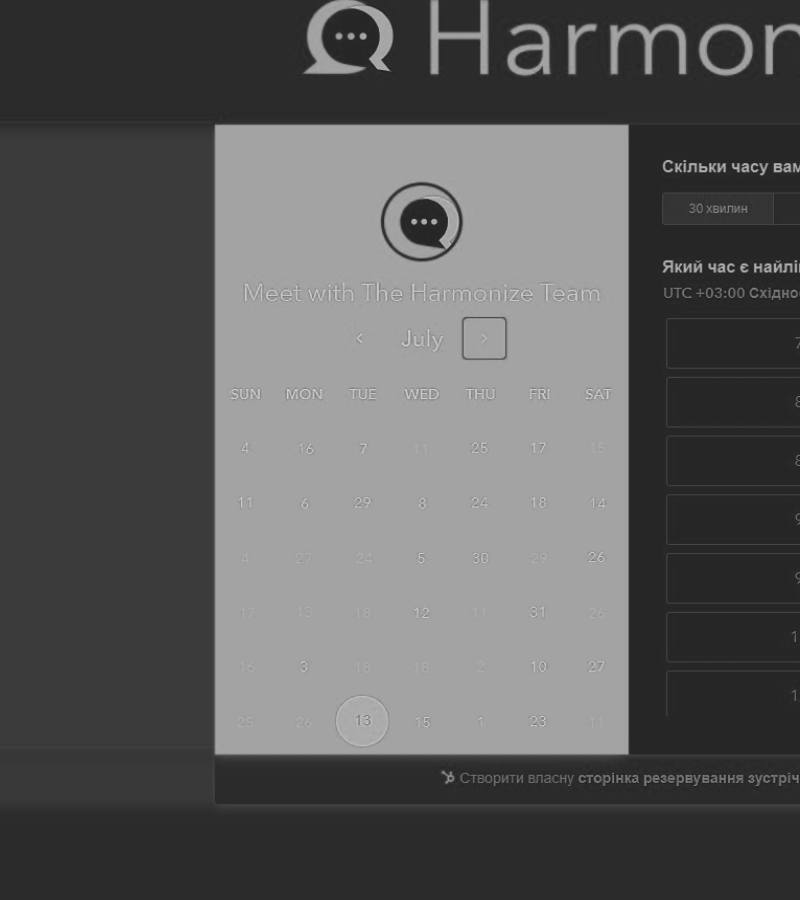 Harmon
Meet with The Harmonize Team
July
SUN MON TUE WED THU FRI SAT
4 16 7 11 25 17 15
11 6 29 8 24 18 14
4 27 24 5 30 29 26
17 13 18 12 11 31 26
16 3 18 18 2 10 27
25 26 13 15 1 23 11
Скільки часу вам
30 хвилин
Який час є найлі
UTC +03:00 Східно
7
8
8
9
9
1
1
Створити власну сторінка резервування зустріч